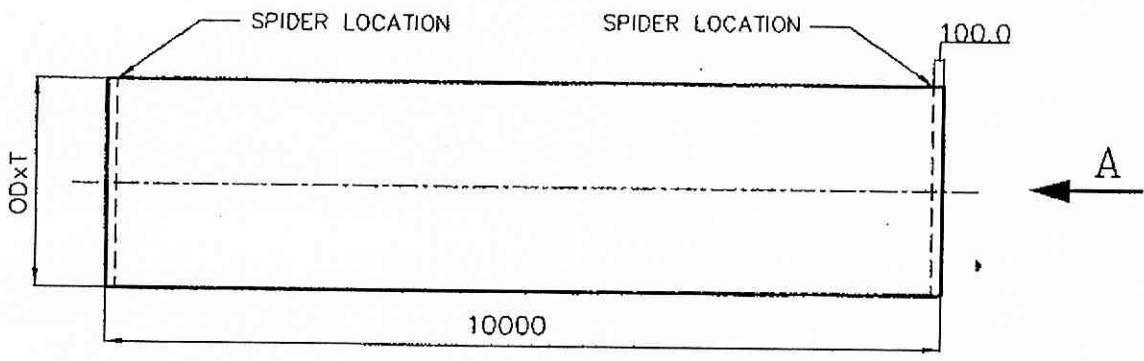 SPIDER LOCATION
SPIDER LOCATION
100.0
ODxT
A
10000